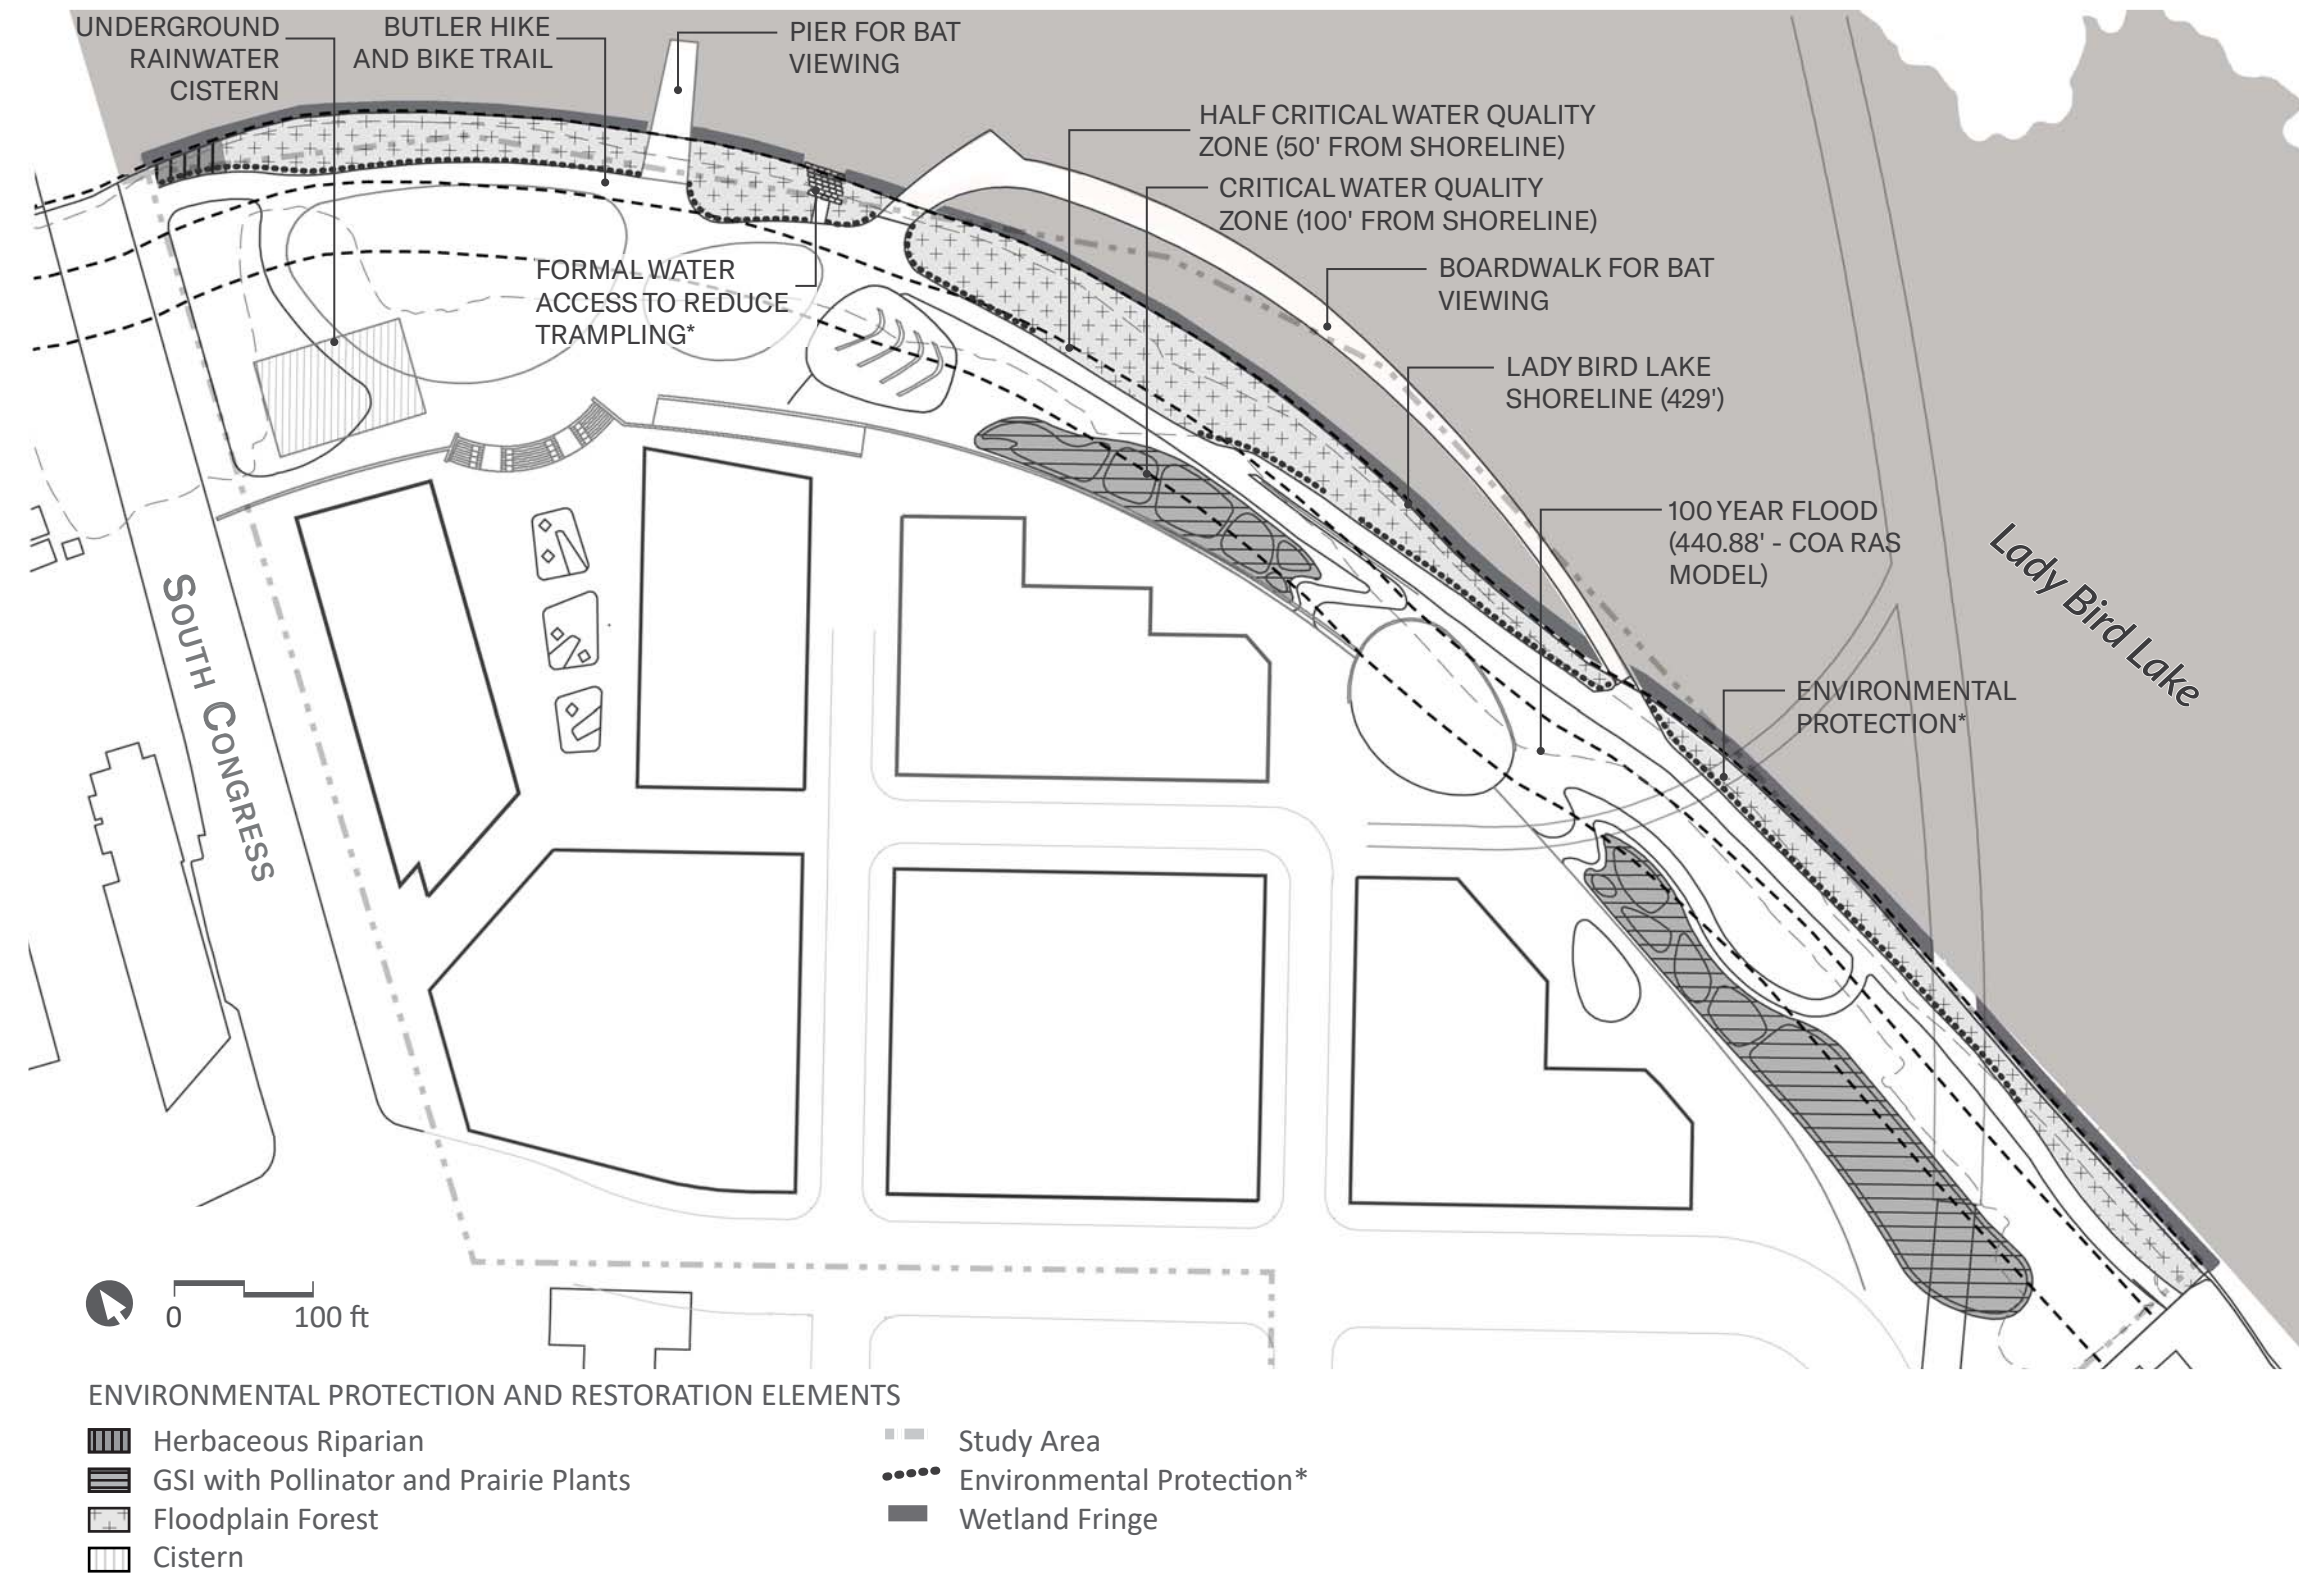 UNDERGROUND
RAINWATER
CISTERN
BUTLER HIKE
AND BIKE TRAIL
PIER FOR BAT
VIEWING
HALF CRITICAL WATER QUALITY
ZONE (50' FROM SHORELINE)
CRITICAL WATER QUALITY
ZONE (100' FROM SHORELINE)
FORMAL WATER
ACCESS TO REDUCE
TRAMPLING*
BOARDWALK FOR BAT
VIEWING
LADY BIRD LAKE
SHORELINE (429')
100 YEAR FLOOD
(440.88' - COA RAS
MODEL)
Lady Bird Lake
ENVIRONMENTAL
PROTECTION*
SOUTH CONGRESS
0 100 ft
ENVIRONMENTAL PROTECTION AND RESTORATION ELEMENTS
Herbaceous Riparian
GSI with Pollinator and Prairie Plants
Floodplain Forest
Cistern
Study Area
Environmental Protection*
Wetland Fringe